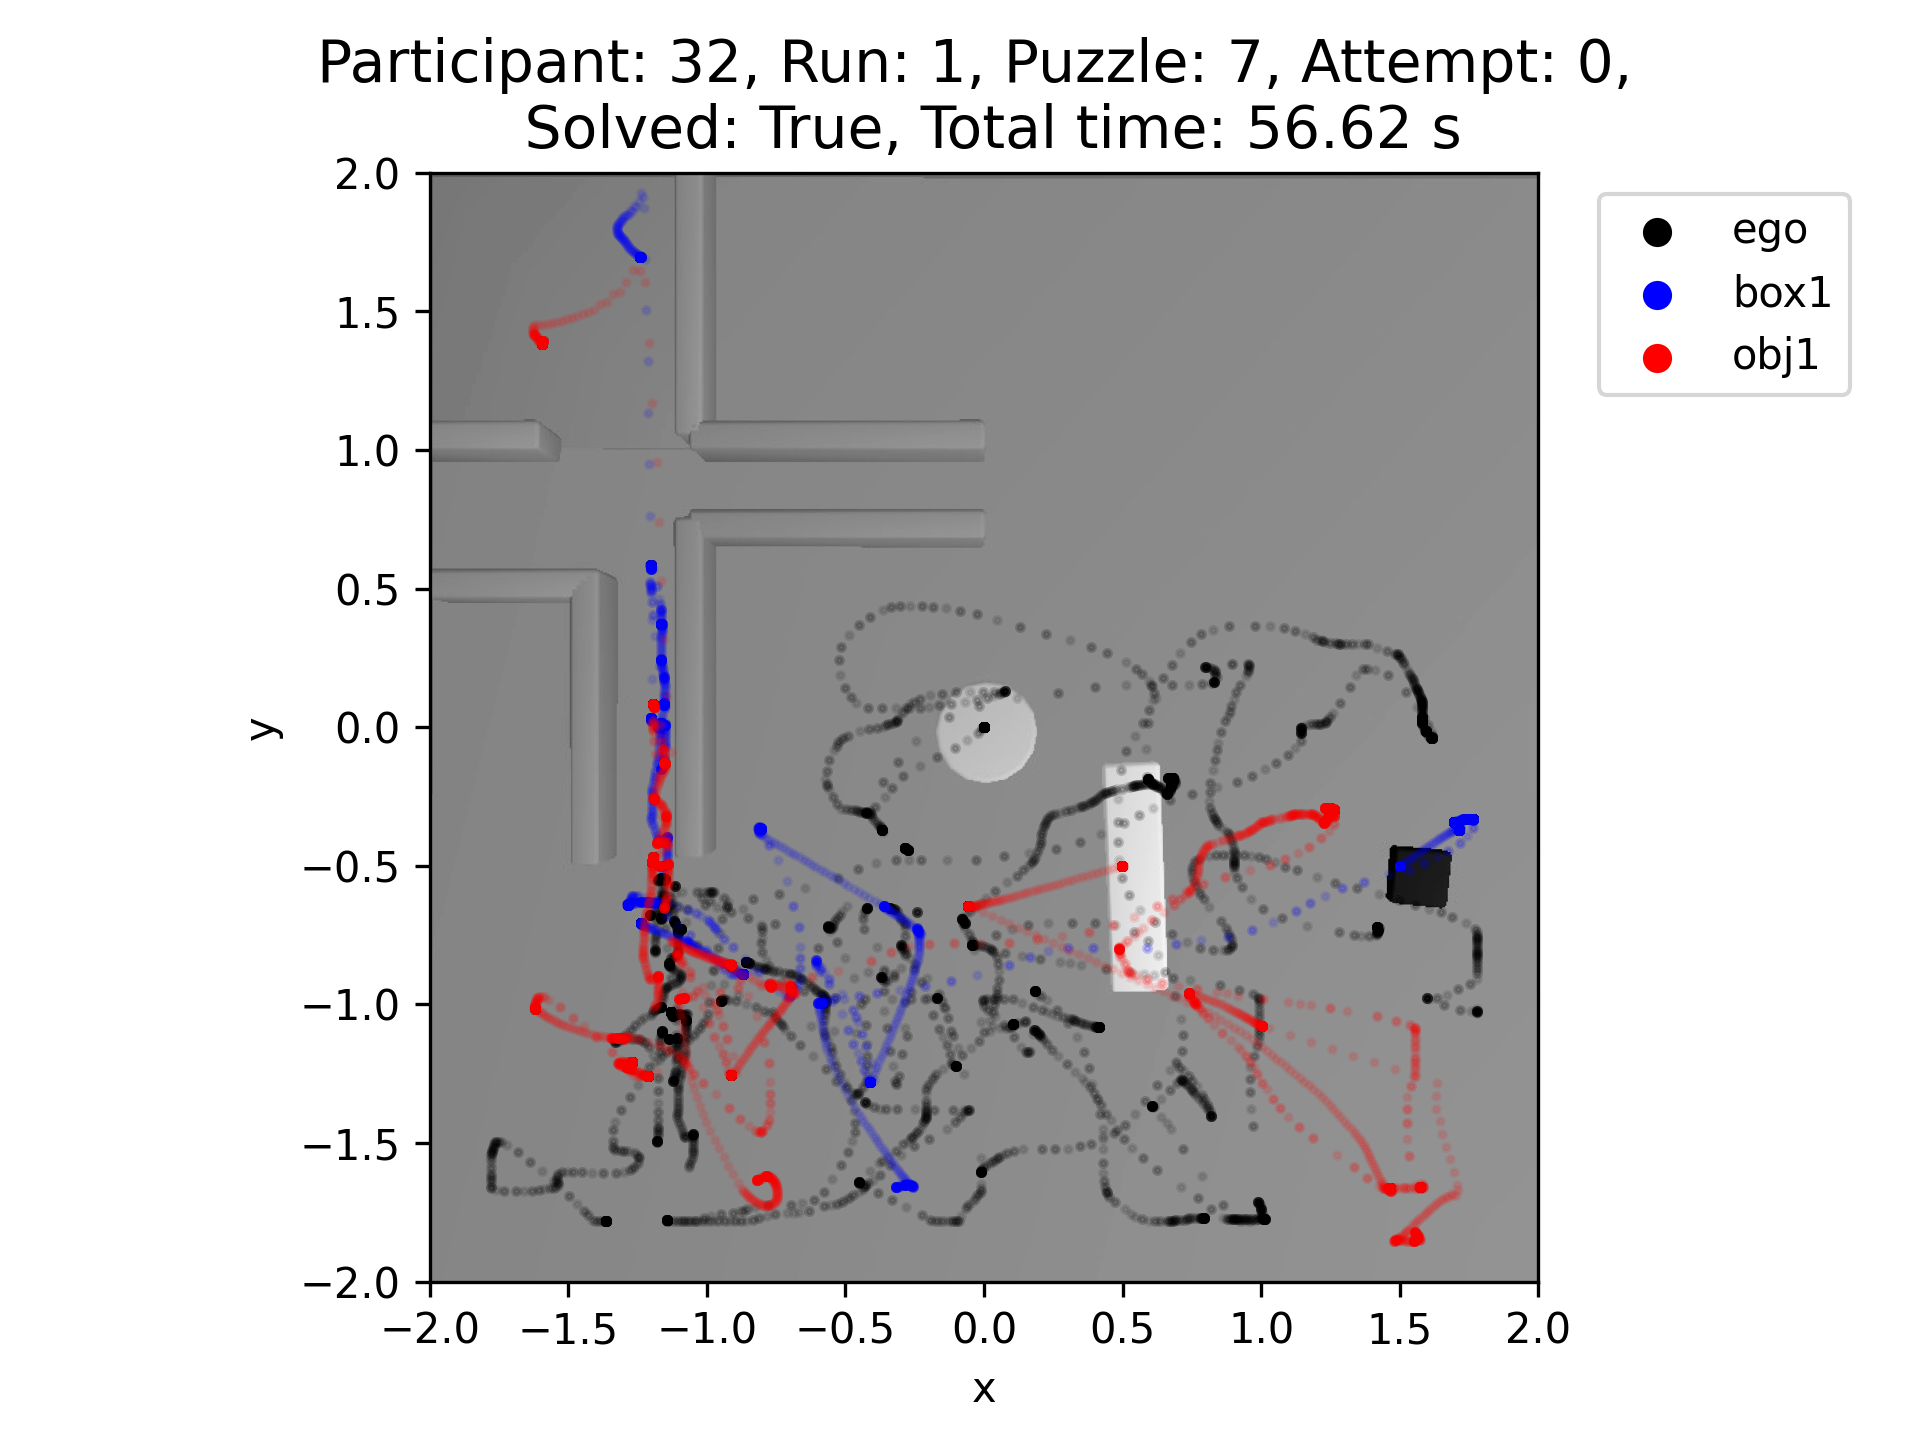 Participant: 32, Run: 1, Puzzle: 7, Attempt: 0,
Solved: True, Total time: 56.62 s
ego
box1
obj1
2.0
1.5
1.0
0.5
0.0
−0.5
−1.0
−1.5
−2.0
y
−2.0 −1.5 −1.0 −0.5 0.0 0.5 1.0 1.5 2.0
x